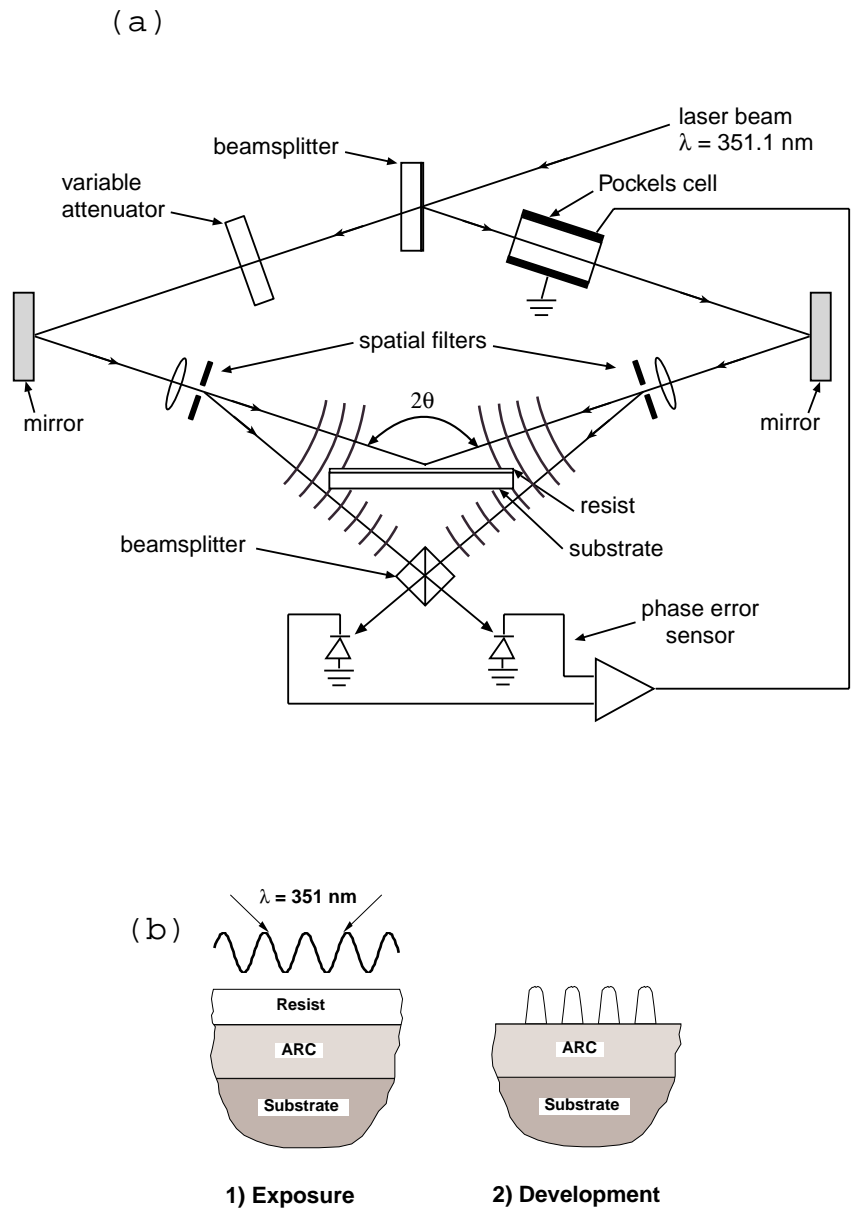 (a)
laser beam
λ = 351.1 nm
beamsplitter
Pockels cell
variable
attenuator
spatial filters
2θ
mirror
mirror
resist
substrate
beamsplitter
phase error
sensor
λ = 351 nm
(b)
Resist
ARC
ARC
Substrate
Substrate
1) Exposure
2) Development